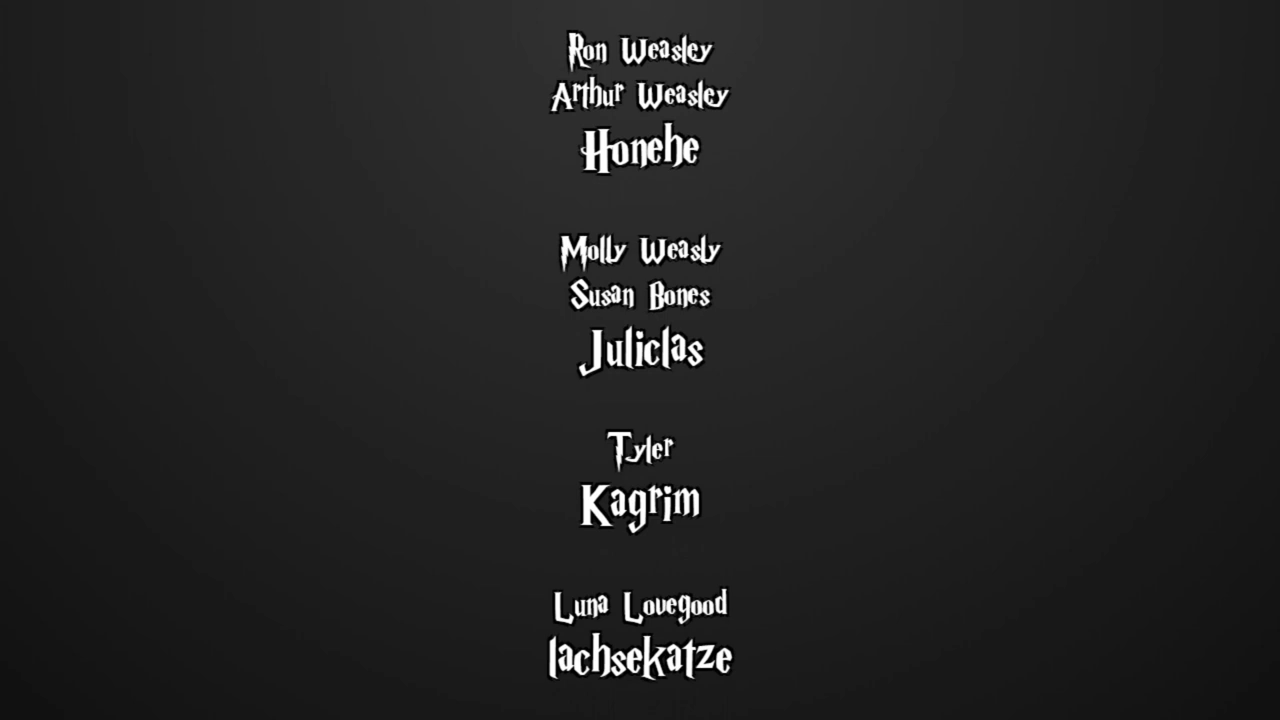 Ron Weasley
Arthur Weasley
Honehe
Molly Weasly
Susan Bones
Juliclas
Tyler
Kagrim
Luna Lovegood
lachsekatze